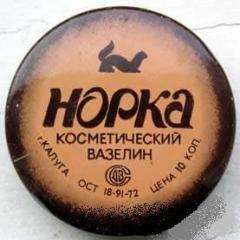 НОРКА
КОСМЕТИЧЕСКИЙ
ВАЗЕЛИН
г. КАЛУГА ОСТ 18-91-72 ЦЕНА 10 КОП.